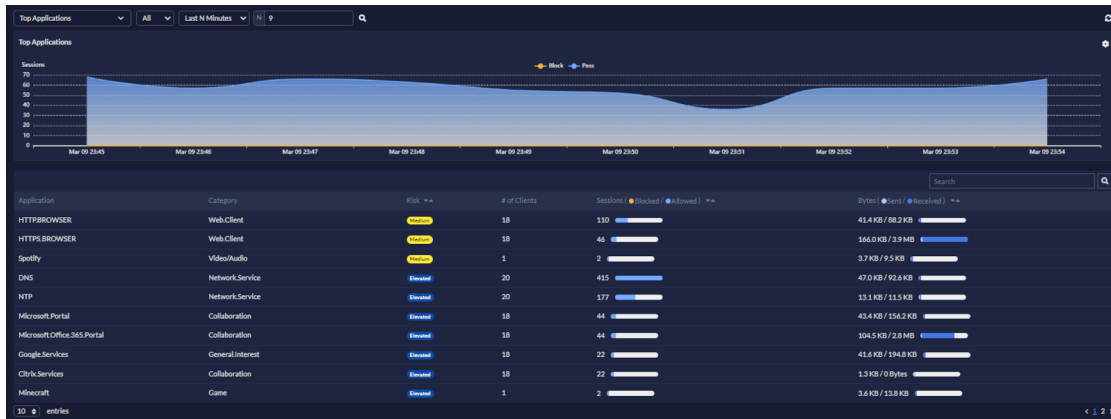 Top Applications All Last N Minutes N 9
Top Applications
Sessions
Block Pass
70
60
50
40
30
20
10
0
Mar 09 23:45 Mar 09 23:46 Mar 09 23:47 Mar 09 23:48 Mar 09 23:49 Mar 09 23:50 Mar 09 23:51 Mar 09 23:52 Mar 09 23:53 Mar 09 23:54
Search
Application Category Risk # of Clients Sessions ( Blocked / Allowed ) Bytes ( Sent / Received )
HTTP.BROWSER Web.Client Medium 18 110 41.4 KB / 88.2 KB
HTTPS.BROWSER Web.Client Medium 18 46 166.0 KB / 3.9 MB
Spotify Video/Audio Medium 1 2 3.7 KB / 9.5 KB
DNS Network.Service Elevated 20 415 47.0 KB / 92.6 KB
NTP Network.Service Elevated 20 177 13.1 KB / 11.5 KB
Microsoft.Portal Collaboration Elevated 18 44 43.4 KB / 156.2 KB
Microsoft.Office.365.Portal Collaboration Elevated 18 44 104.5 KB / 2.8 MB
Google.Services General.Interest Elevated 18 22 41.6 KB / 194.8 KB
Citrix.Services Collaboration Elevated 18 22 1.3 KB / 0 Bytes
Minecraft Game Elevated 1 2 3.6 KB / 13.8 KB
10 entries 1 2